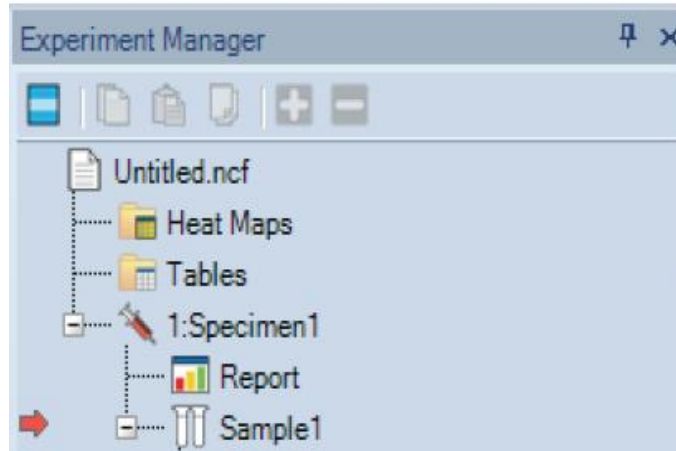 Experiment Manager
Untitled.ncf
Heat Maps
Tables
1:Specimen1
Report
Sample1